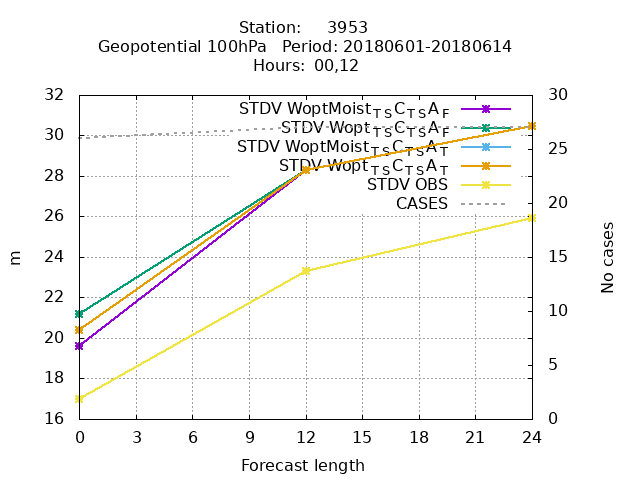 Station: 3953
Geopotential 100hPa Period: 20180601-20180614
Hours: 00,12
STDV WoptMoist_TS C_TS A_F
STDV Wopt_TS C_TS A_F
STDV WoptMoist_TS C_TS A_T
STDV Wopt_TS C_TS A_T
STDV OBS
CASES
32
30
28
26
24
22
20
18
16
m
30
25
20
15
10
5
0
No cases
0 3 6 9 12 15 18 21 24
Forecast length